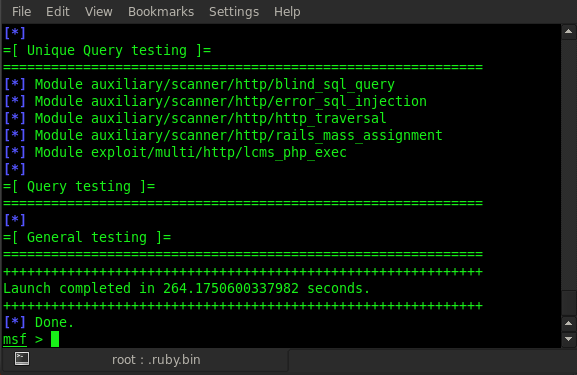 File Edit View Bookmarks Settings Help
[*]
=[ Unique Query testing ]=
============================================================
[*] Module auxiliary/scanner/http/blind_sql_query
[*] Module auxiliary/scanner/http/error_sql_injection
[*] Module auxiliary/scanner/http/http_traversal
[*] Module auxiliary/scanner/http/rails_mass_assignment
[*] Module exploit/multi/http/lcms_php_exec
[*]
=[ Query testing ]=
============================================================
[*]
=[ General testing ]=
============================================================
++++++++++++++++++++++++++++++++++++++++++++++++++++++++++++
Launch completed in 264.1750600337982 seconds.
++++++++++++++++++++++++++++++++++++++++++++++++++++++++++++
[*] Done.
msf >
root : .ruby.bin